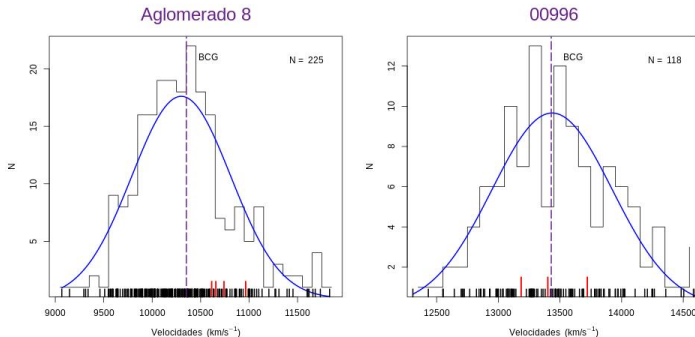 Aglomerado 8
00996
BCG
N = 225
N
5
10
15
20
9000
9500
10000
10500
11000
11500
Velocidades (km/s⁻¹)
BCG
N = 118
N
2
4
6
8
10
12
12500
13000
13500
14000
14500
Velocidades (km/s⁻¹)